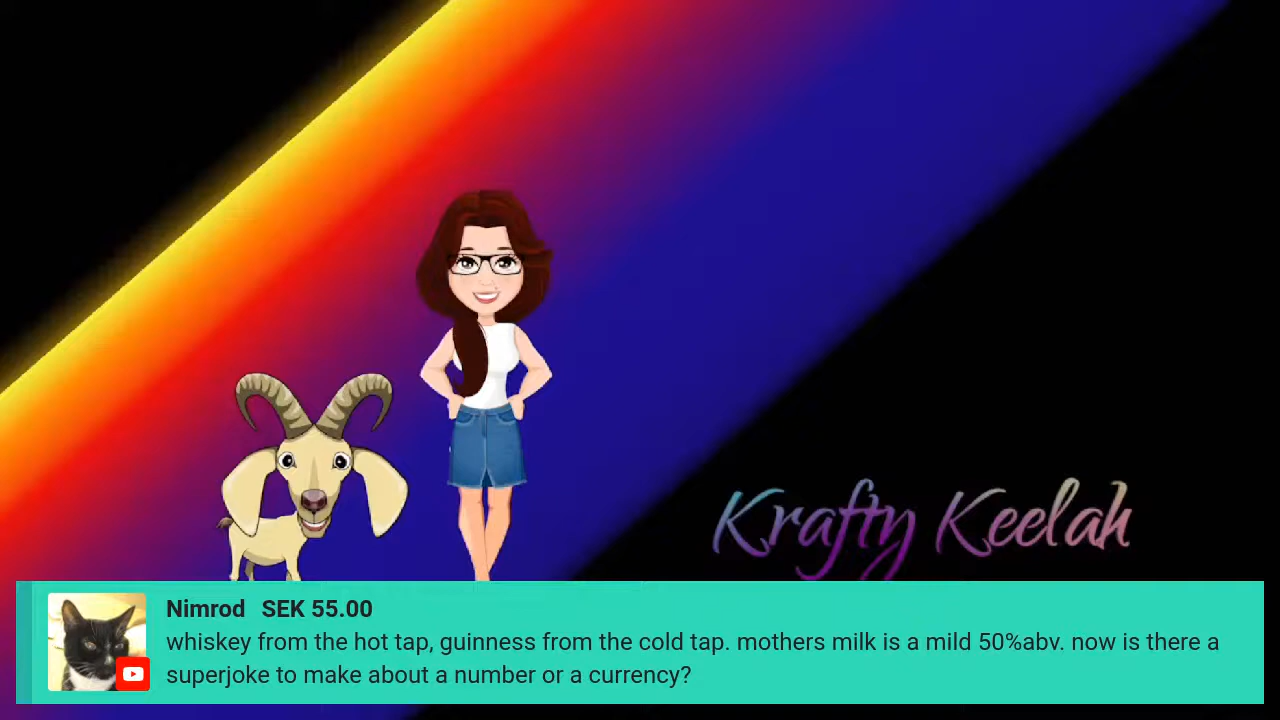 Krafty Keelah
Nimrod SEK 55.00
whiskey from the hot tap, guinness from the cold tap. mothers milk is a mild 50%abv. now is there a
superjoke to make about a number or a currency?